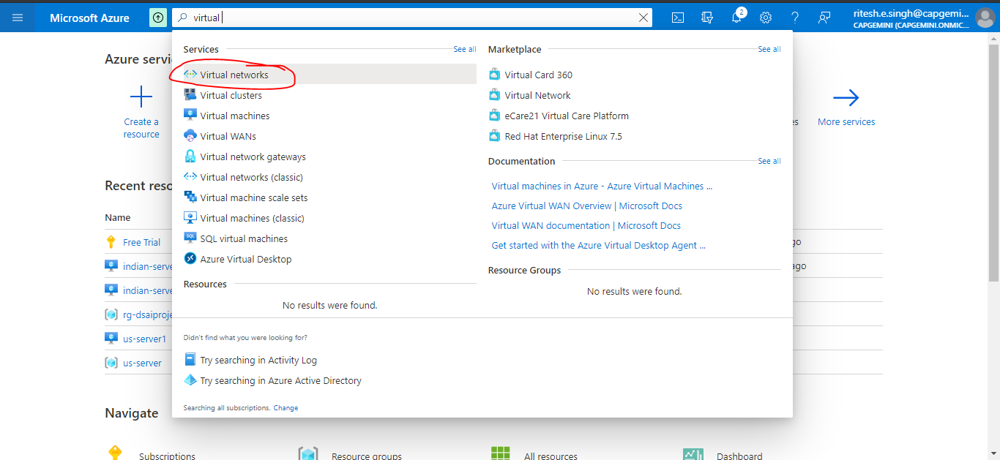 Microsoft Azure
virtual
2
ritesh.e.singh@capgemini...
CAPGEMINI (CAPGEMINI.ONMIC...
Azure servi
Create a
resource
es
More services
Services
See all
Virtual networks
Virtual clusters
Virtual machines
Virtual WANs
Virtual network gateways
Virtual networks (classic)
Virtual machine scale sets
Virtual machines (classic)
SQL virtual machines
Azure Virtual Desktop
Resources
No results were found.
Marketplace
See all
Virtual Card 360
Virtual Network
eCare21 Virtual Care Platform
Red Hat Enterprise Linux 7.5
Documentation
See all
Virtual machines in Azure - Azure Virtual Machines ...
Azure Virtual WAN Overview | Microsoft Docs
Virtual WAN documentation | Microsoft Docs
Get started with the Azure Virtual Desktop Agent ...
Resource Groups
No results were found.
Didn't find what you were looking for?
Try searching in Activity Log
Try searching in Azure Active Directory
Searching all subscriptions. Change
Recent reso
Name
Free Trial
go
indian-serve
ago
indian-serve
rg-dsaiproje
us-server1
us-server
Navigate
Subscriptions
Resource groups
All resources
Dashboard